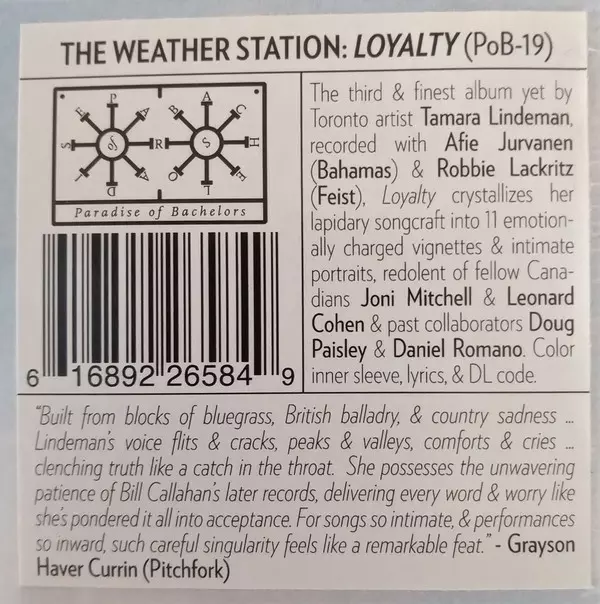 THE WEATHER STATION: LOYALTY (PoB-19)
PARADISE
BACHELORS
Paradise of Bachelors
6 16892 26584 9
The third & finest album yet by
Toronto artist Tamara Lindeman,
recorded with Afie Jurvanen
(Bahamas) & Robbie Lackritz
(Feist), Loyalty crystallizes her
lapidary songcraft into 11 emotion-
ally charged vignettes & intimate
portraits, redolent of fellow Cana-
dians Joni Mitchell & Leonard
Cohen & past collaborators Doug
Paisley & Daniel Romano. Color
inner sleeve, lyrics, & DL code.
"Built from blocks of bluegrass, British balladry, & country sadness ...
Lindeman's voice flits & cracks, peaks & valleys, comforts & cries ...
clenching truth like a catch in the throat. She possesses the unwavering
patience of Bill Callahan's later records, delivering every word & worry like
she's pondered it all into acceptance. For songs so intimate, & performances
so inward, such careful singularity feels like a remarkable feat." - Grayson
Haver Currin (Pitchfork)